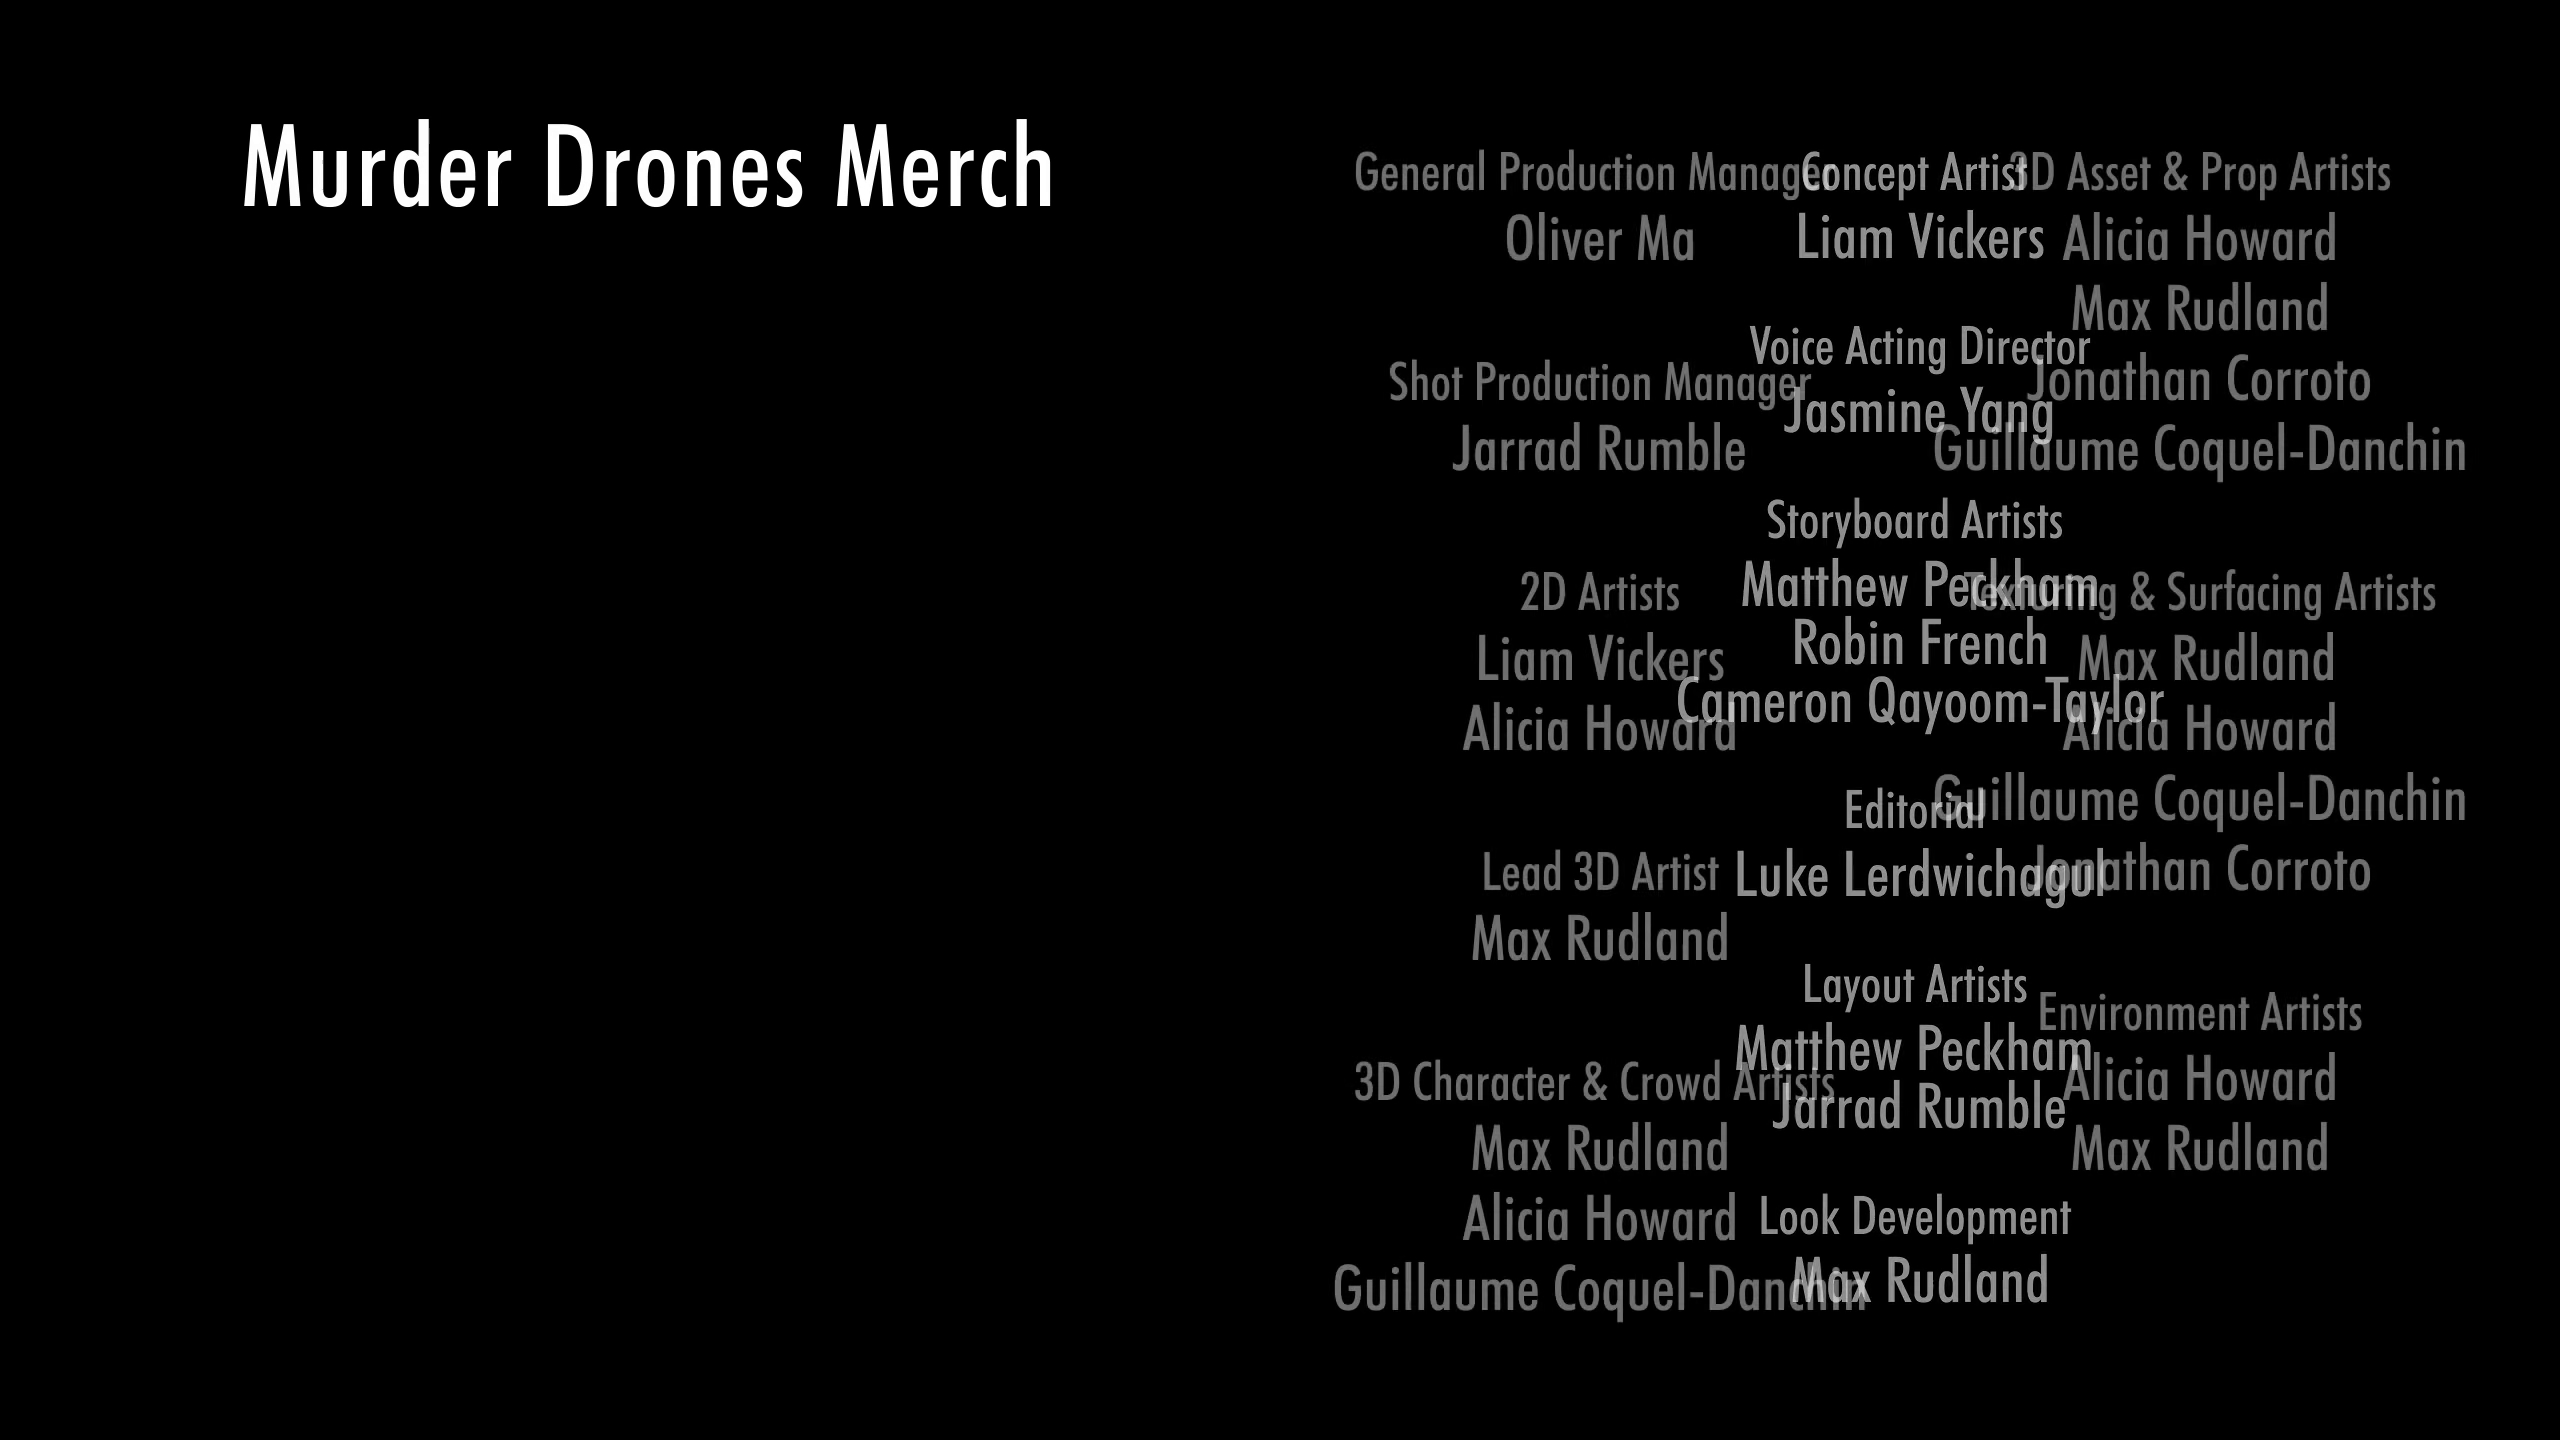 Murder Drones Merch
General Production Manager
Oliver Ma
Shot Production Manager
Jarrad Rumble
2D Artists
Liam Vickers
Alicia Howard
Lead 3D Artist
Max Rudland
3D Character & Crowd Artists
Max Rudland
Alicia Howard
Guillaume Coquel-Danchin
Concept Artist
Liam Vickers
Voice Acting Director
Jasmine Yang
Storyboard Artists
Matthew Peckham
Robin French
Cameron Qayoom-Taylor
Editorial
Luke Lerdwichagul
Layout Artists
Matthew Peckham
Jarrad Rumble
Look Development
Max Rudland
3D Asset & Prop Artists
Alicia Howard
Max Rudland
Jonathan Corroto
Guillaume Coquel-Danchin
Texturing & Surfacing Artists
Max Rudland
Alicia Howard
Guillaume Coquel-Danchin
Jonathan Corroto
Environment Artists
Alicia Howard
Max Rudland